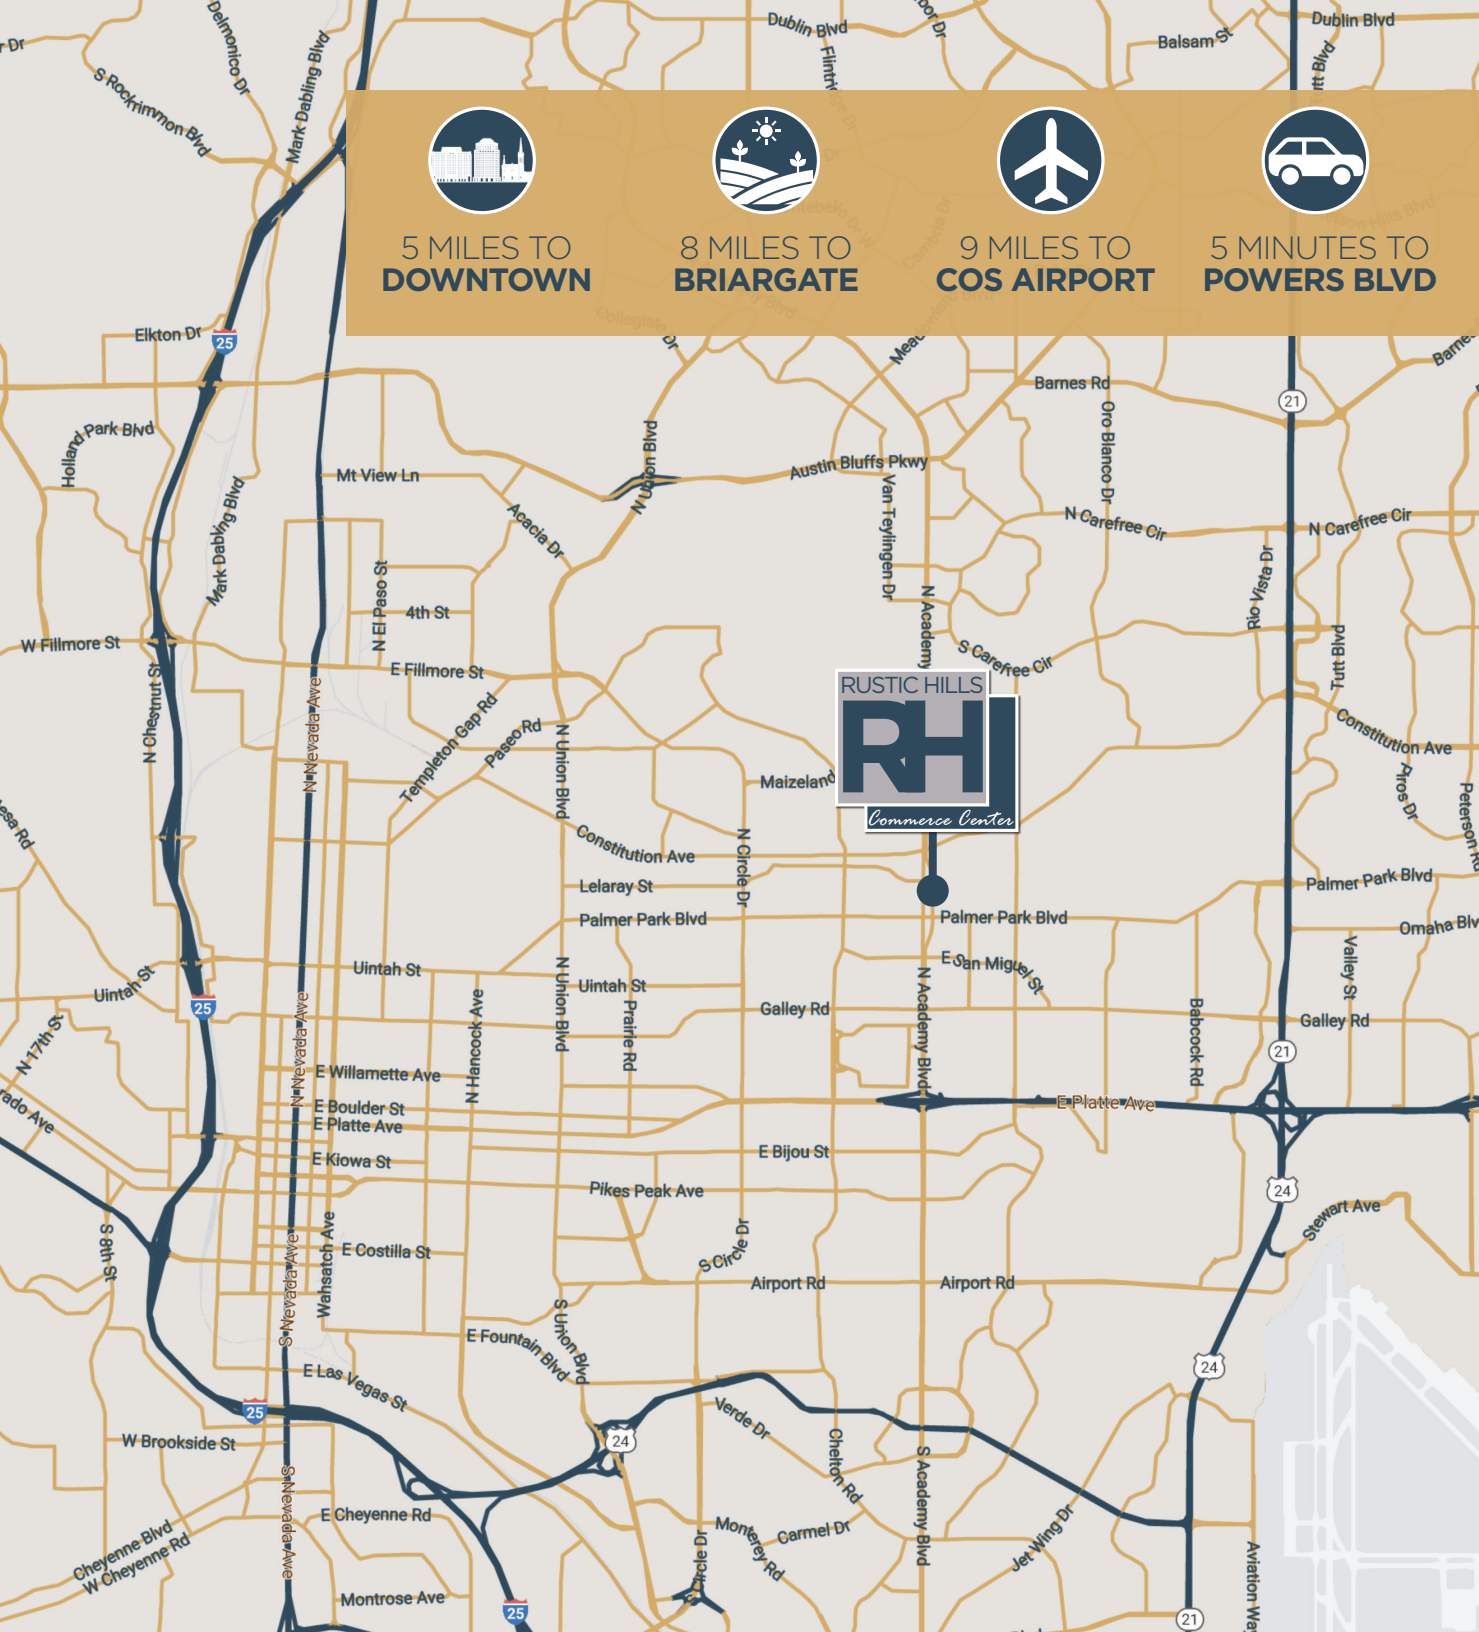 Dublin Blvd
Dublin Blvd
Balsam St
Delmonico Dr
Mark Dabling Blvd
S Rockrimmon Blvd
5 MILES TO
DOWNTOWN
8 MILES TO
BRIARGATE
9 MILES TO
COS AIRPORT
5 MINUTES TO
POWERS BLVD
Collegiate Dr
Elkton Dr
25
Barnes Rd
21
Oro Blanco Dr
Holland Park Blvd
N Union Blvd
Mt View Ln
Austin Bluffs Pkwy
Van Teylingen Dr
Acacia Dr
N Carefree Cir
N Carefree Cir
Mark Dabling Blvd
Rio Vista Dr
N El Paso St
4th St
N Academy
W Fillmore St
E Fillmore St
S Carefree Cir
Tutt Blvd
N Chestnut St
N Nevada Ave
Templeton Gap Rd
Paseo Rd
N Union Blvd
RUSTIC HILLS
RH
Commerce Center
Constitution Ave
Maizeland
Piros Dr
Peterson Rd
Constitution Ave
N Circle Dr
Lelaray St
Palmer Park Blvd
Palmer Park Blvd
Palmer Park Blvd
Omaha Blv
Uintah St
Uintah St
Uintah St
E San Miguel St
Valley St
25
N Nevada Ave
N Hancock Ave
N Union Blvd
Prairie Rd
Galley Rd
N Academy Blvd
Babcock Rd
Galley Rd
N 17th St
21
E Willamette Ave
E Boulder St
E Platte Ave
E Platte Ave
rado Ave
E Kiowa St
E Bijou St
Pikes Peak Ave
24
Stewart Ave
S 8th St
S Nevada Ave
Wahsatch Ave
E Costilla St
S Circle Dr
Airport Rd
Airport Rd
S Union Blvd
E Fountain Blvd
24
E Las Vegas St
25
Verde Dr
W Brookside St
24
Chelton Rd
S Academy Blvd
S Nevada Ave
E Cheyenne Rd
Cheyenne Blvd
W Cheyenne Rd
Monterey Rd
Carmel Dr
S Circle Dr
Jet Wing Dr
Aviation Way
Montrose Ave
25
21